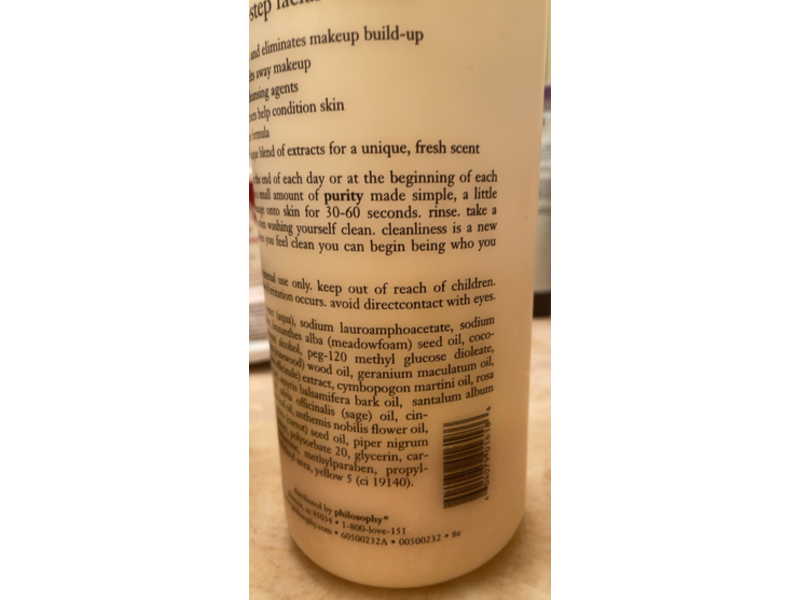 step
and eliminates makeup build-up
away makeup
agents
help condition skin
formula
blend of extracts for a unique, fresh scent
the end of each day or at the beginning of each
small amount of purity made simple, a little
onto skin for 30-60 seconds. rinse. take a
washing yourself clean. cleanliness is a new
you feel clean you can begin being who you
use only. keep out of reach of children.
irritation occurs. avoid directcontact with eyes.
(aqua), sodium lauroamphoacetate, sodium
alba (meadowfoam) seed oil, coco-
alcohol, peg-120 methyl glucose dioleate,
wood oil, geranium maculatum oil,
extract, cymbopogon martini oil, rosa
balsamifera bark oil, santalum album
officinalis (sage) oil, cin-
oil, anthemis nobilis flower oil,
(carrot) seed oil, piper nigrum
polysorbate 20, glycerin, car-
methylparaben, propyl-
urea, yellow 5 (ci 19140).
distributed by philosophy®
85034 • 1-800-love-151
60500232A • 00500232 • 8e